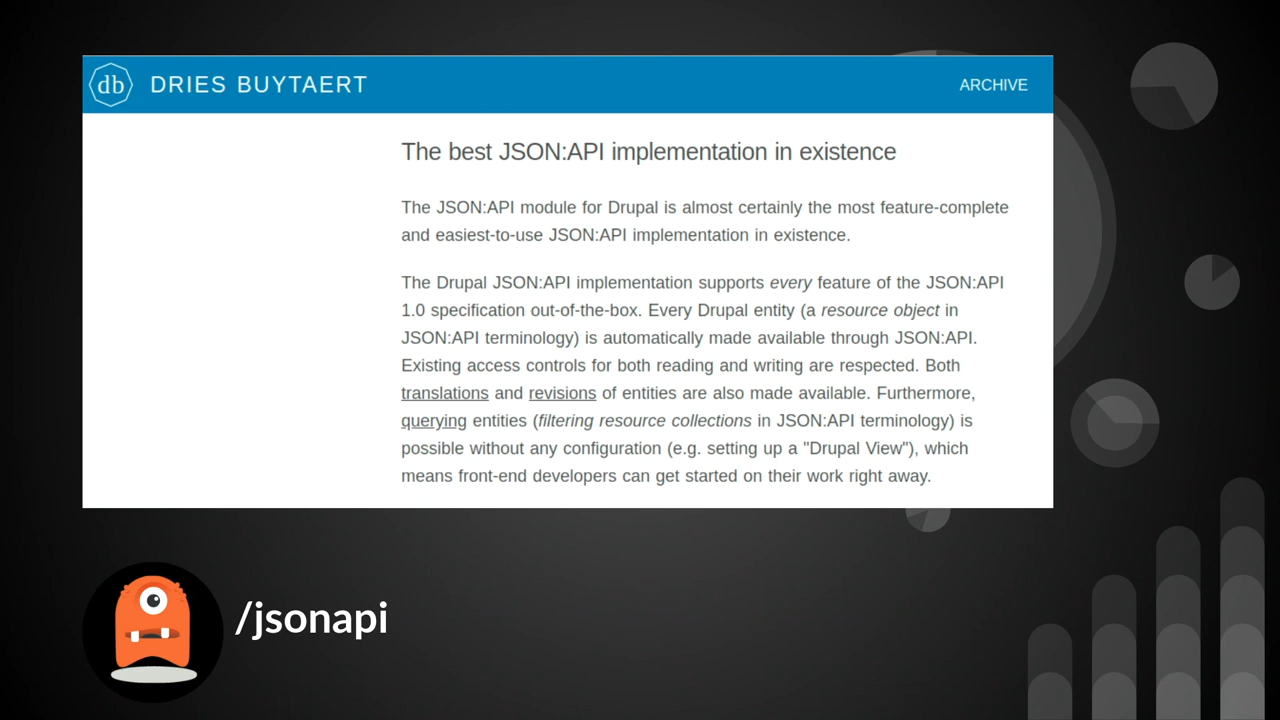 db DRIES BUYTAERT ARCHIVE
The best JSON:API implementation in existence
The JSON:API module for Drupal is almost certainly the most feature-complete
and easiest-to-use JSON:API implementation in existence.
The Drupal JSON:API implementation supports every feature of the JSON:API
1.0 specification out-of-the-box. Every Drupal entity (a resource object in
JSON:API terminology) is automatically made available through JSON:API.
Existing access controls for both reading and writing are respected. Both
translations and revisions of entities are also made available. Furthermore,
querying entities (filtering resource collections in JSON:API terminology) is
possible without any configuration (e.g. setting up a "Drupal View"), which
means front-end developers can get started on their work right away.
/jsonapi